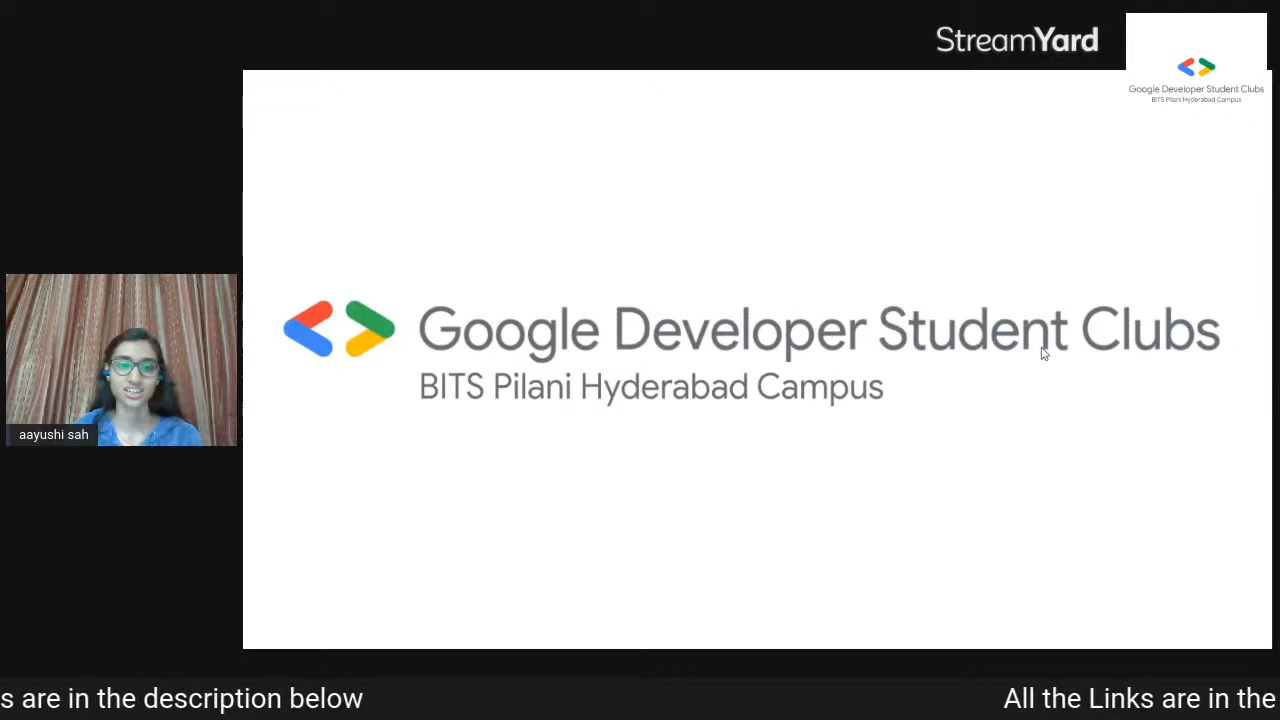 StreamYard
Google Developer Student Clubs
BITS Pilani Hyderabad Campus
Google Developer Student Clubs
BITS Pilani Hyderabad Campus
aayushi sah
s are in the description below
All the Links are in the